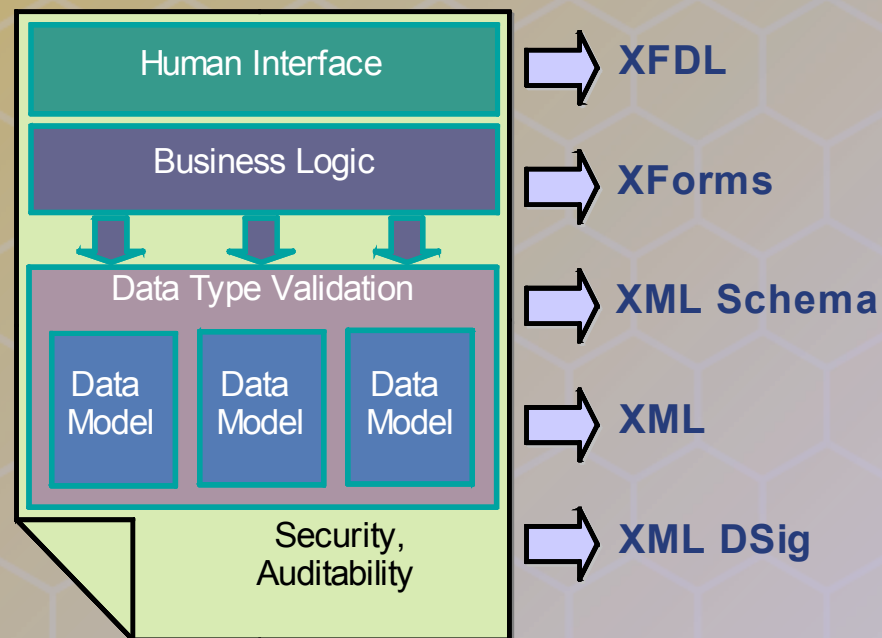 Human Interface
XFDL
Business Logic
XForms
Data Type Validation
XML Schema
Data
Model
Data
Model
Data
Model
XML
Security,
Auditability
XML DSig